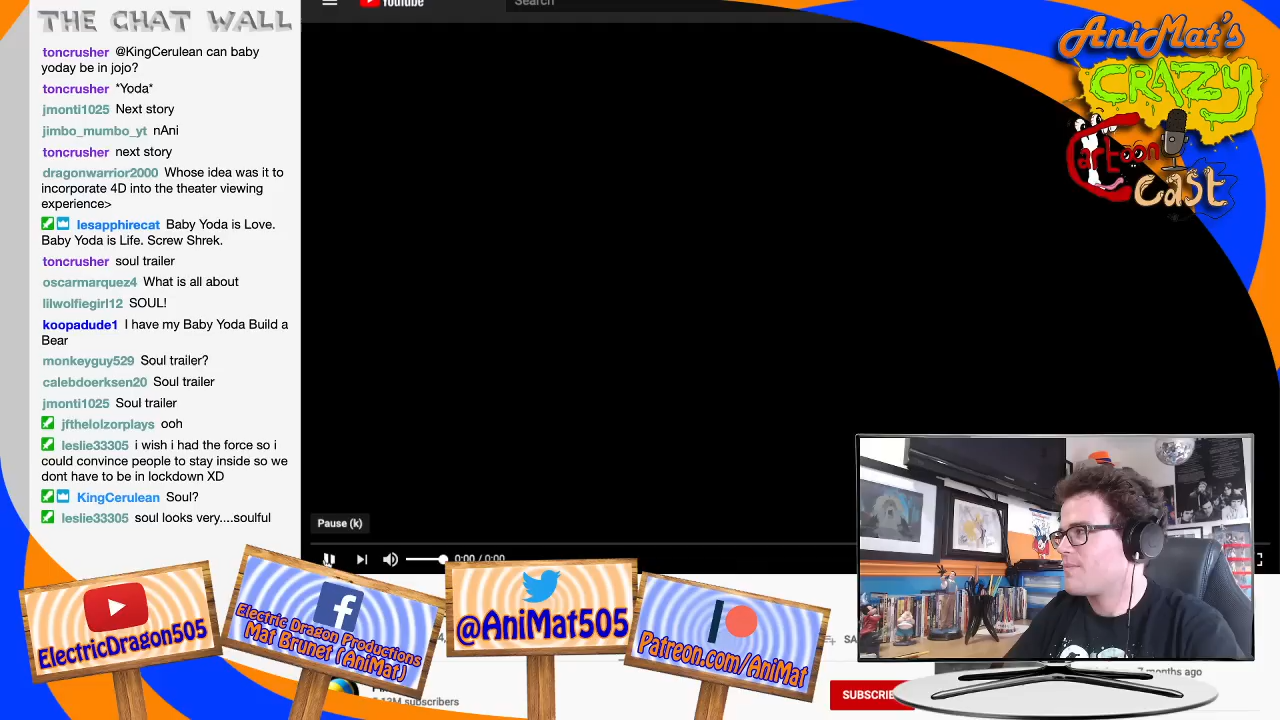 THE CHAT WALL
toncrusher @KingCerulean can baby
yoday be in jojo?
toncrusher *Yoda*
jmonti1025 Next story
jimbo_mumbo_yt nAni
toncrusher next story
dragonwarrior2000 Whose idea was it to
incorporate 4D into the theater viewing
experience>
lesapphirecat Baby Yoda is Love.
Baby Yoda is Life. Screw Shrek.
toncrusher soul trailer
oscarmarquez4 What is all about
lilwolfiegirl12 SOUL!
koopadude1 I have my Baby Yoda Build a
Bear
monkeyguy529 Soul trailer?
calebdoerksen20 Soul trailer
jmonti1025 Soul trailer
jfthelolzorplays ooh
leslie33305 i wish i had the force so i
could convince people to stay inside so we
dont have to be in lockdown XD
KingCerulean Soul?
leslie33305 soul looks very....soulful
YouTube
Search
AniMat's
CRAZY
Cartoon
Cast
Pause (k)
0:00 / 0:00
ElectricDragon505
Electric Dragon Productions
Mat Brunet (AniMat)
@AniMat505
Patreon.com/AniMat
7 months ago
subscribers
SUBSCRIBE